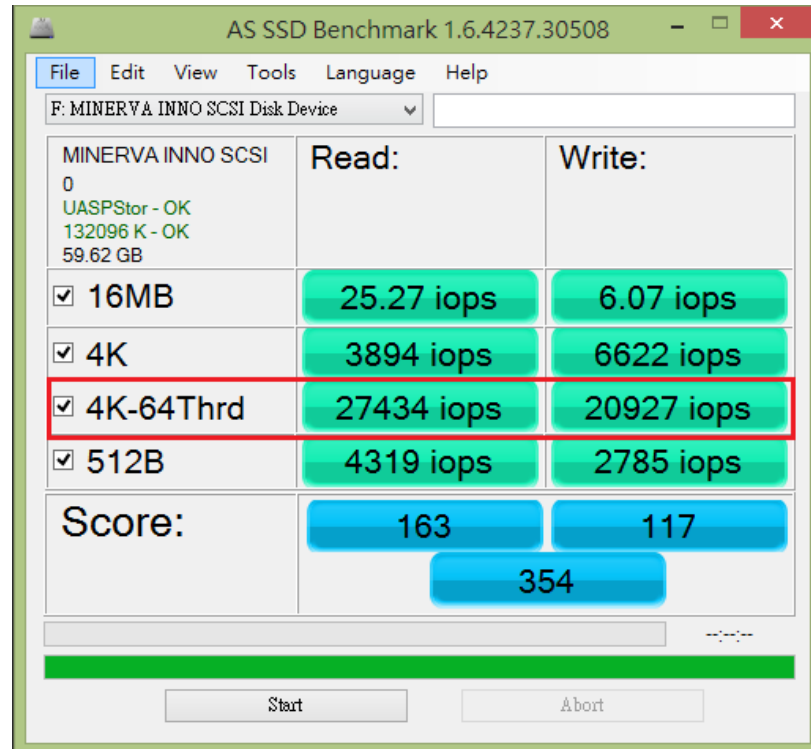 AS SSD Benchmark 1.6.4237.30508
File Edit View Tools Language Help
F: MINERVA INNO SCSI Disk Device
MINERVA INNO SCSI
0
UASPStor - OK
132096 K - OK
59.62 GB
Read:
Write:
16MB 25.27 iops 6.07 iops
4K 3894 iops 6622 iops
4K-64Thrd 27434 iops 20927 iops
512B 4319 iops 2785 iops
Score: 163 117
354
--:--:--
Start Abort